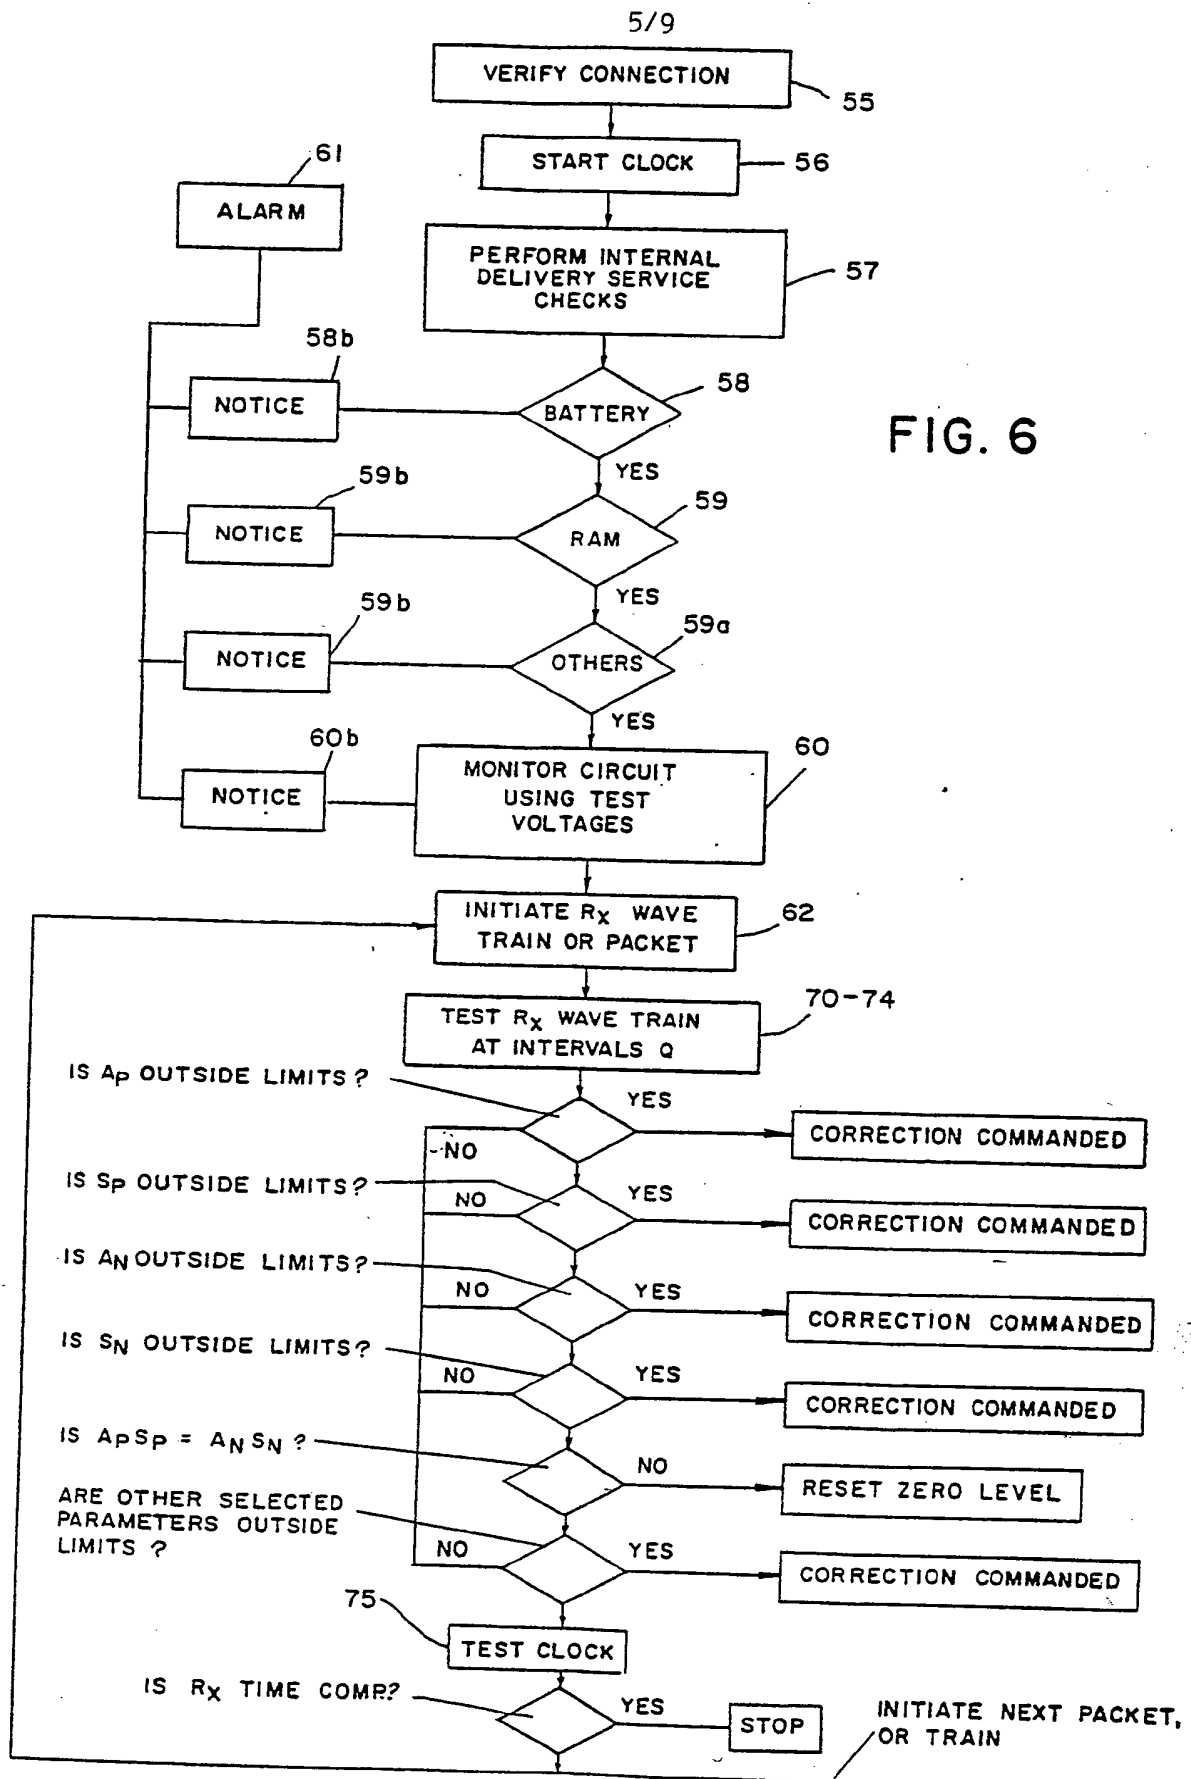 5/9
VERIFY CONNECTION
55
START CLOCK
56
61
ALARM
PERFORM INTERNAL
DELIVERY SERVICE
CHECKS
57
58b
NOTICE
BATTERY
58
FIG. 6
YES
59b
NOTICE
RAM
59
YES
59b
NOTICE
OTHERS
59a
YES
60b
NOTICE
MONITOR CIRCUIT
USING TEST
VOLTAGES
60
INITIATE RX WAVE
TRAIN OR PACKET
62
TEST RX WAVE TRAIN
AT INTERVALS Q
70-74
IS AP OUTSIDE LIMITS?
YES
CORRECTION COMMANDED
NO
IS SP OUTSIDE LIMITS?
NO
YES
CORRECTION COMMANDED
IS AN OUTSIDE LIMITS?
NO
YES
CORRECTION COMMANDED
IS SN OUTSIDE LIMITS?
NO
YES
CORRECTION COMMANDED
IS APSP = ANSN ?
NO
RESET ZERO LEVEL
ARE OTHER SELECTED
PARAMETERS OUTSIDE
LIMITS ?
NO
YES
CORRECTION COMMANDED
75
TEST CLOCK
IS RX TIME COMP.?
YES
STOP
INITIATE NEXT PACKET,
OR TRAIN